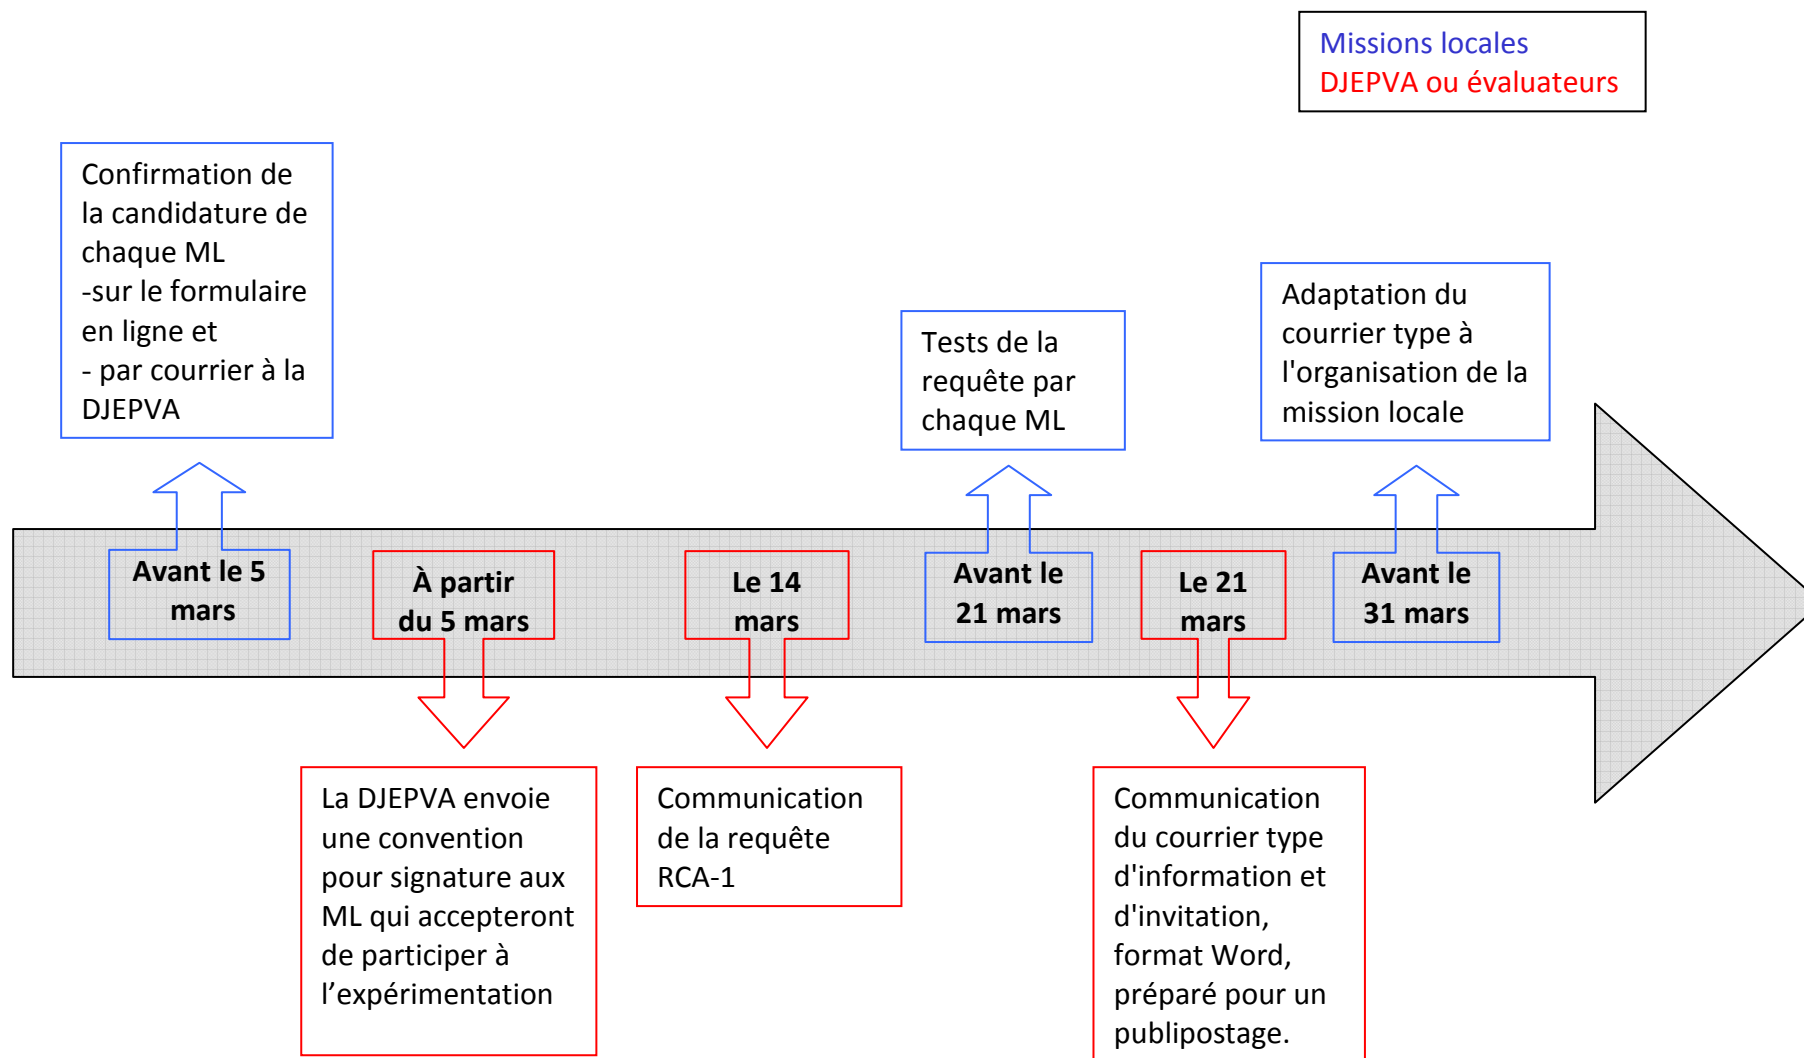 Missions locales
DJEPVA ou évaluateurs
Confirmation de
la candidature de
chaque ML
-sur le formulaire
en ligne et
- par courrier à la
DJEPVA
Tests de la
requête par
chaque ML
Adaptation du
courrier type à
l'organisation de la
mission locale
Avant le 5
mars
À partir
du 5 mars
Le 14
mars
Avant le
21 mars
Le 21
mars
Avant le
31 mars
La DJEPVA envoie
une convention
pour signature aux
ML qui accepteront
de participer à
l’expérimentation
Communication
de la requête
RCA-1
Communication
du courrier type
d'information et
d'invitation,
format Word,
préparé pour un
publipostage.